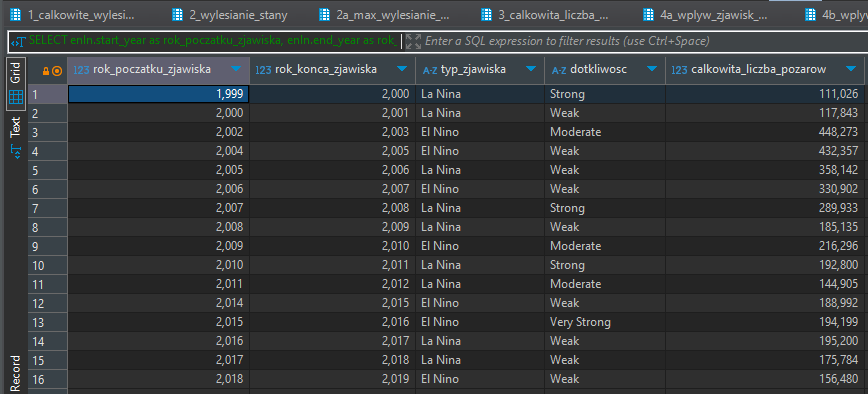 1_calkowite_wylesi... 2_wylesianie_stany 2a_max_wylesianie_... 3_calkowita_liczba_... 4a_wplyw_zjawisk_... 4b_wplyw
SELECT enln.start_year as rok_poczatku_zjawiska, enln.end_year as rok_ Enter a SQL expression to filter results (use Ctrl+Space)
Grid
Text
Record
123 rok_poczatku_zjawiska 123 rok_konca_zjawiska A-Z typ_zjawiska A-Z dotkliwosc 123 calkowita_liczba_pozarow
1 1,999 2,000 La Nina Strong 111,026
2 2,000 2,001 La Nina Weak 117,843
3 2,002 2,003 El Nino Moderate 448,273
4 2,004 2,005 El Nino Weak 432,357
5 2,005 2,006 La Nina Weak 358,142
6 2,006 2,007 El Nino Weak 330,902
7 2,007 2,008 La Nina Strong 289,933
8 2,008 2,009 La Nina Weak 185,135
9 2,009 2,010 El Nino Moderate 216,296
10 2,010 2,011 La Nina Strong 192,800
11 2,011 2,012 La Nina Moderate 144,905
12 2,014 2,015 El Nino Weak 188,992
13 2,015 2,016 El Nino Very Strong 194,199
14 2,016 2,017 La Nina Weak 195,200
15 2,017 2,018 La Nina Weak 175,784
16 2,018 2,019 El Nino Weak 156,480